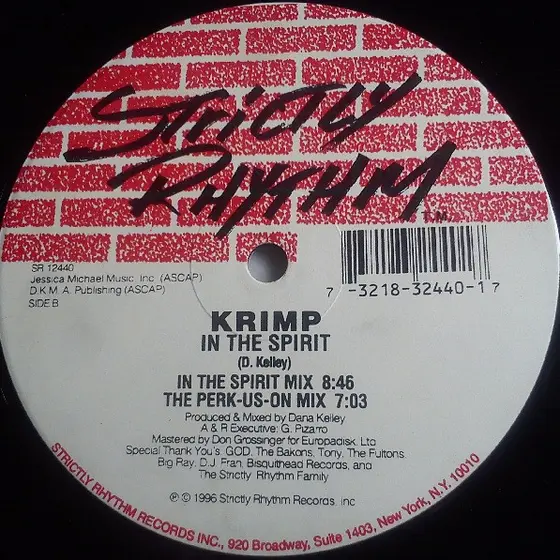 STRICTLY
RHYTHM
T.M.
SR 12440
Jessica Michael Music, Inc. (ASCAP)
D.K.M.A. Publishing (ASCAP)
SIDE B
7 -3218-32440-1 7
KRIMP
IN THE SPIRIT
(D. Kelley)
IN THE SPIRIT MIX 8:46
THE PERK-US-ON MIX 7:03
Produced & Mixed by Dana Kelley
A & R Executive: G. Pizarro
Mastered by Don Grossinger for Europadisk, Ltd
Special Thank You's: GOD, The Bakons, Tony, The Fultons,
Big Ray, D.J. Fran, Bisquithead Records, and
The Strictly Rhythm Family
℗ © 1996 Strictly Rhythm Records, Inc
STRICTLY RHYTHM RECORDS INC., 920 Broadway, Suite 1403, New York, N.Y. 10010